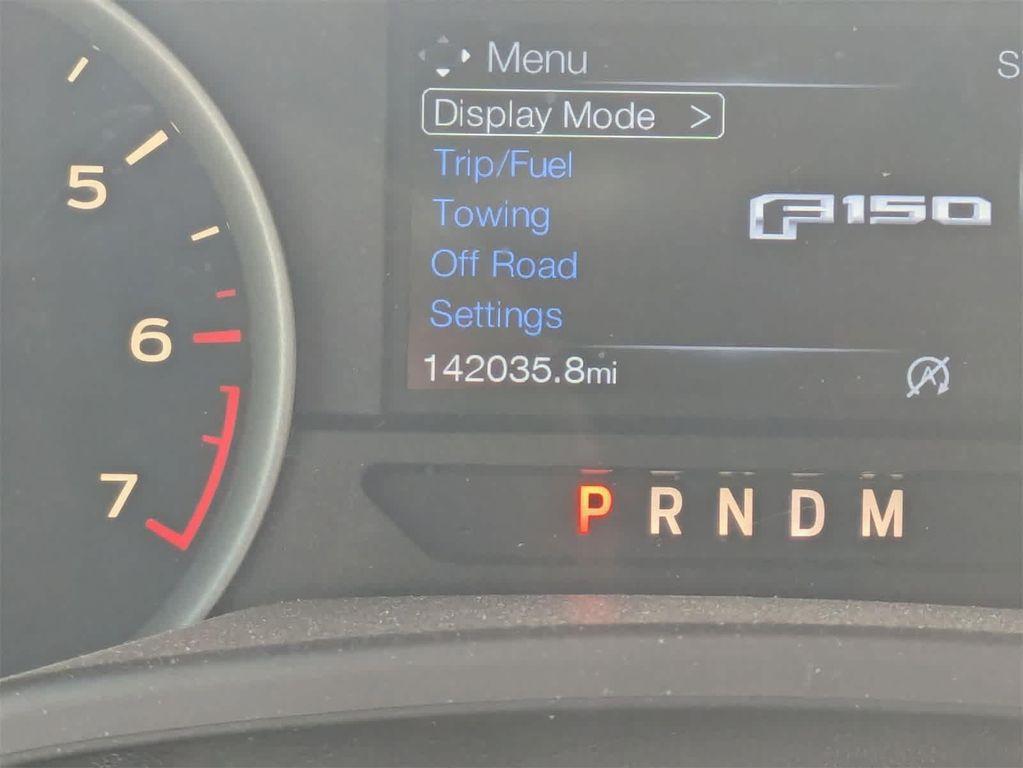 Menu
S
Display Mode >
Trip/Fuel
Towing
F150
Off Road
Settings
142035.8mi
A
P R N D M
5
6
7